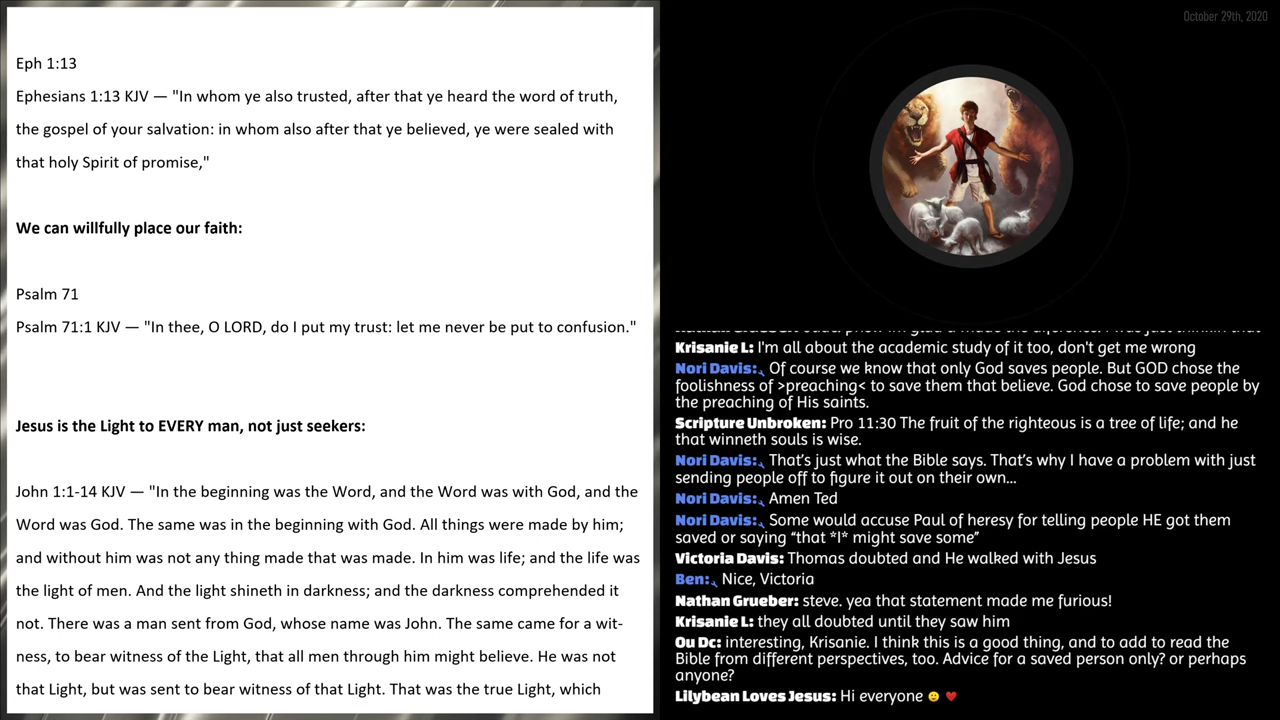 Eph 1:13
Ephesians 1:13 KJV — "In whom ye also trusted, after that ye heard the word of truth,
the gospel of your salvation: in whom also after that ye believed, ye were sealed with
that holy Spirit of promise,"
We can willfully place our faith:
Psalm 71
Psalm 71:1 KJV — "In thee, O LORD, do I put my trust: let me never be put to confusion."
Jesus is the Light to EVERY man, not just seekers:
John 1:1-14 KJV — "In the beginning was the Word, and the Word was with God, and the
Word was God. The same was in the beginning with God. All things were made by him;
and without him was not any thing made that was made. In him was life; and the life was
the light of men. And the light shineth in darkness; and the darkness comprehended it
not. There was a man sent from God, whose name was John. The same came for a wit-
ness, to bear witness of the Light, that all men through him might believe. He was not
that Light, but was sent to bear witness of that Light. That was the true Light, which
October 29th, 2020
Krisanie L: I'm all about the academic study of it too, don't get me wrong
Nori Davis: Of course we know that only God saves people. But GOD chose the
foolishness of >preaching< to save them that believe. God chose to save people by
the preaching of His saints.
Scripture Unbroken: Pro 11:30 The fruit of the righteous is a tree of life; and he
that winneth souls is wise.
Nori Davis: That's just what the Bible says. That's why I have a problem with just
sending people off to figure it out on their own...
Nori Davis: Amen Ted
Nori Davis: Some would accuse Paul of heresy for telling people HE got them
saved or saying “that *I* might save some”
Victoria Davis: Thomas doubted and He walked with Jesus
Ben: Nice, Victoria
Nathan Grueber: steve. yea that statement made me furious!
Krisanie L: they all doubted until they saw him
Ou Dc: interesting, Krisanie. I think this is a good thing, and to add to read the
Bible from different perspectives, too. Advice for a saved person only? or perhaps
anyone?
Lilybean Loves Jesus: Hi everyone 🙂 ❤️